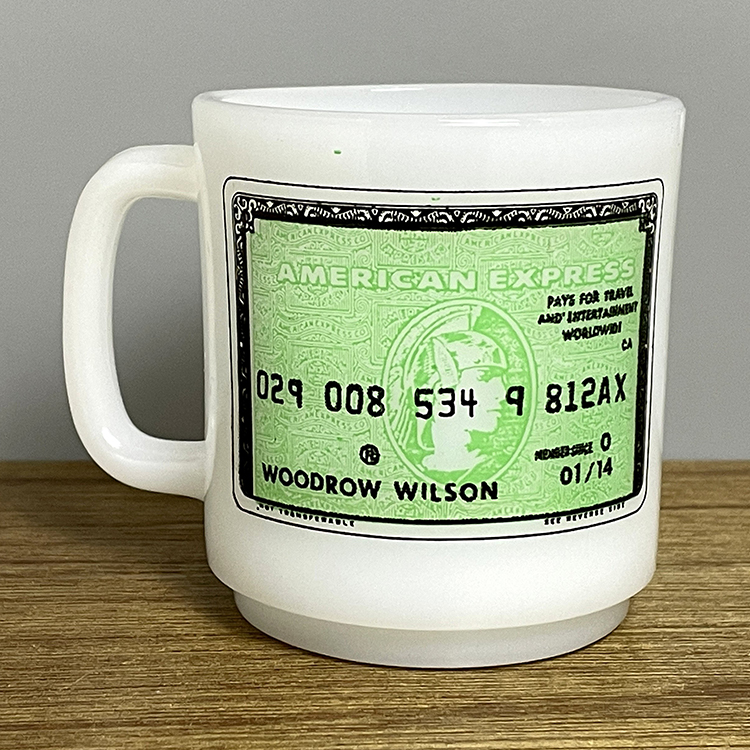 AMERICAN EXPRESS
PAYS FOR TRAVEL
AND ENTERTAINMENT
WORLDWIDE
CA
029 008 534 9 812AX
MEMBER SINCE 0
01/14
WOODROW WILSON
NOT TRANSFERABLE
SEE REVERSE SIDE